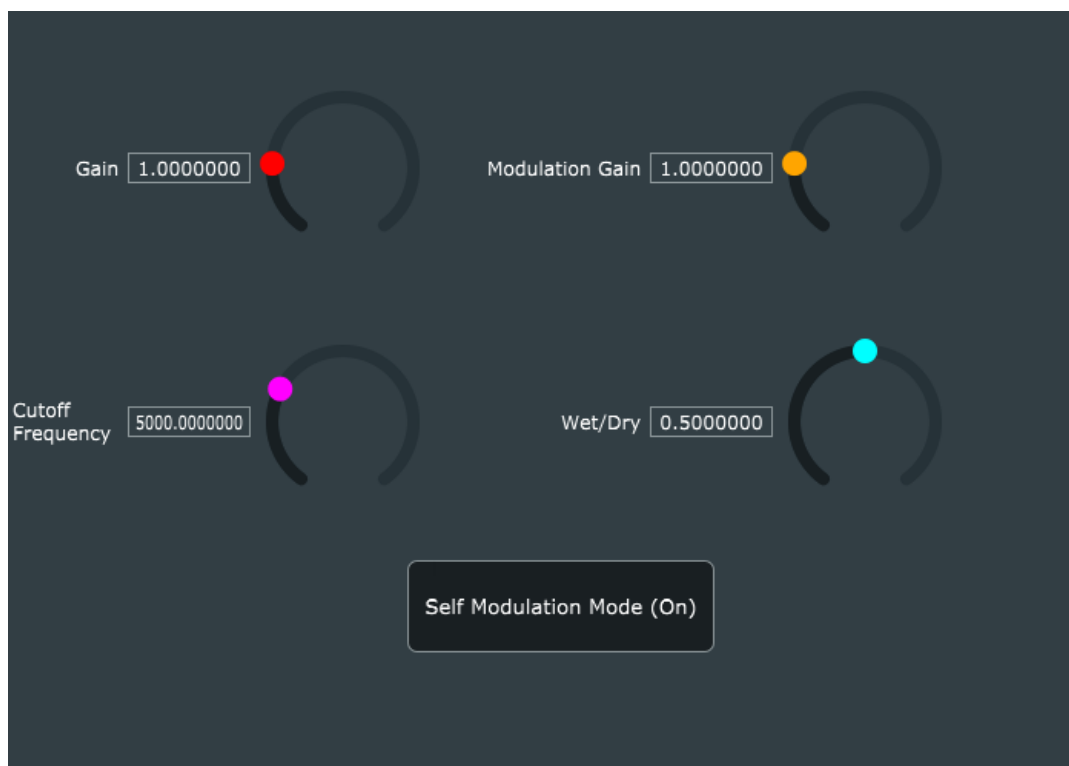 Gain 1.0000000
Modulation Gain 1.0000000
Cutoff
Frequency
5000.0000000
Wet/Dry 0.5000000
Self Modulation Mode (On)